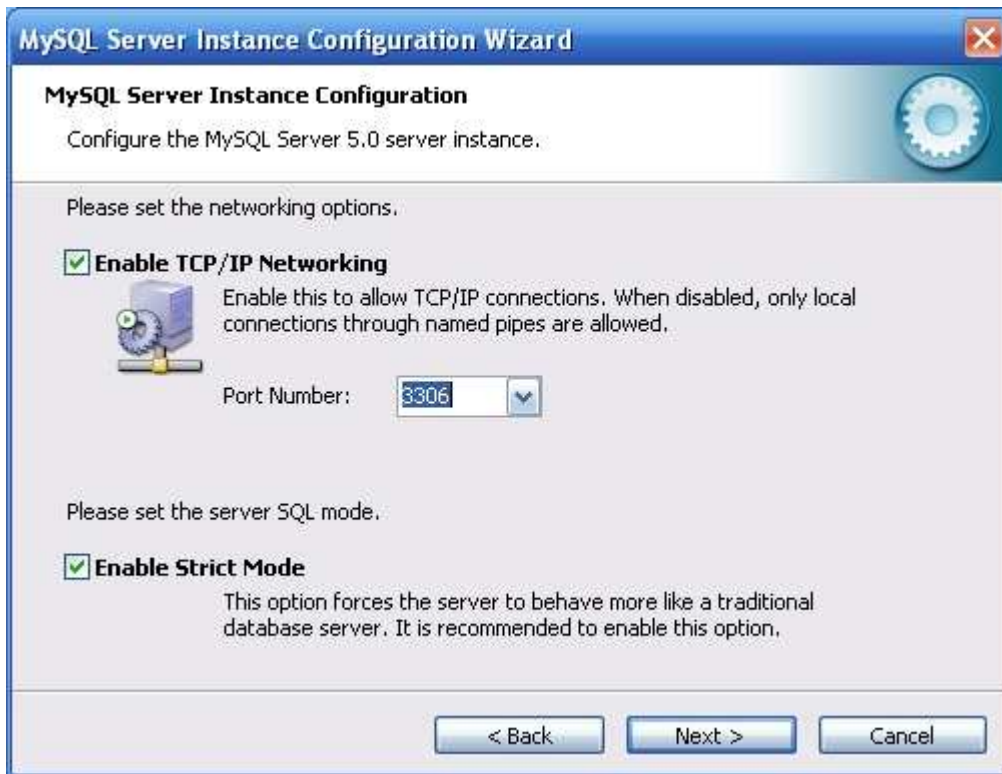 MySQL Server Instance Configuration Wizard
MySQL Server Instance Configuration
Configure the MySQL Server 5.0 server instance.
Please set the networking options.
Enable TCP/IP Networking
Enable this to allow TCP/IP connections. When disabled, only local
connections through named pipes are allowed.
Port Number: 3306
Please set the server SQL mode.
Enable Strict Mode
This option forces the server to behave more like a traditional
database server. It is recommended to enable this option.
< Back Next > Cancel